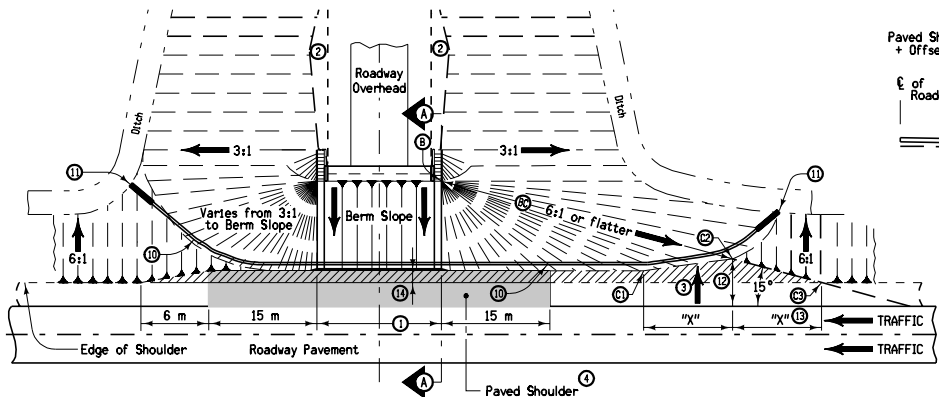 2
2
Roadway
Overhead
Paved Sh
+ Offse
℄ of
Road
Ditch
Ditch
A
B
3:1
3:1
11
11
BC
6:1 or flatter
Varies from 3:1
to Berm Slope
Berm Slope
C2
6:1
6:1
10
10
14
C1
3
12
15°
C3
6 m
15 m
1
15 m
"X"
"X" 13
TRAFFIC
Edge of Shoulder
Roadway Pavement
TRAFFIC
A
Paved Shoulder 4